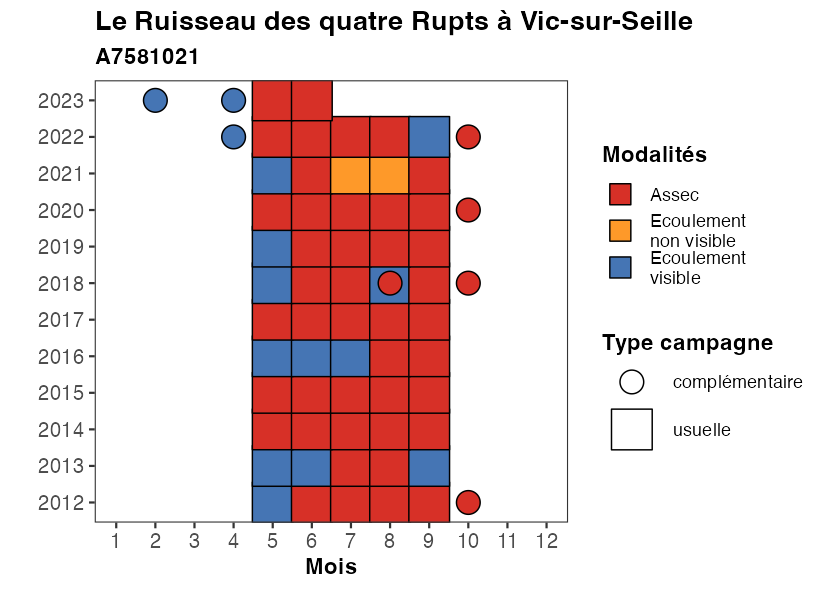 Le Ruisseau des quatre Rupts à Vic-sur-Seille
A7581021
2023
2022
2021
2020
2019
2018
2017
2016
2015
2014
2013
2012
1 2 3 4 5 6 7 8 9 10 11 12
Mois
Modalités
Assec
Ecoulement
non visible
Ecoulement
visible
Type campagne
complémentaire
usuelle